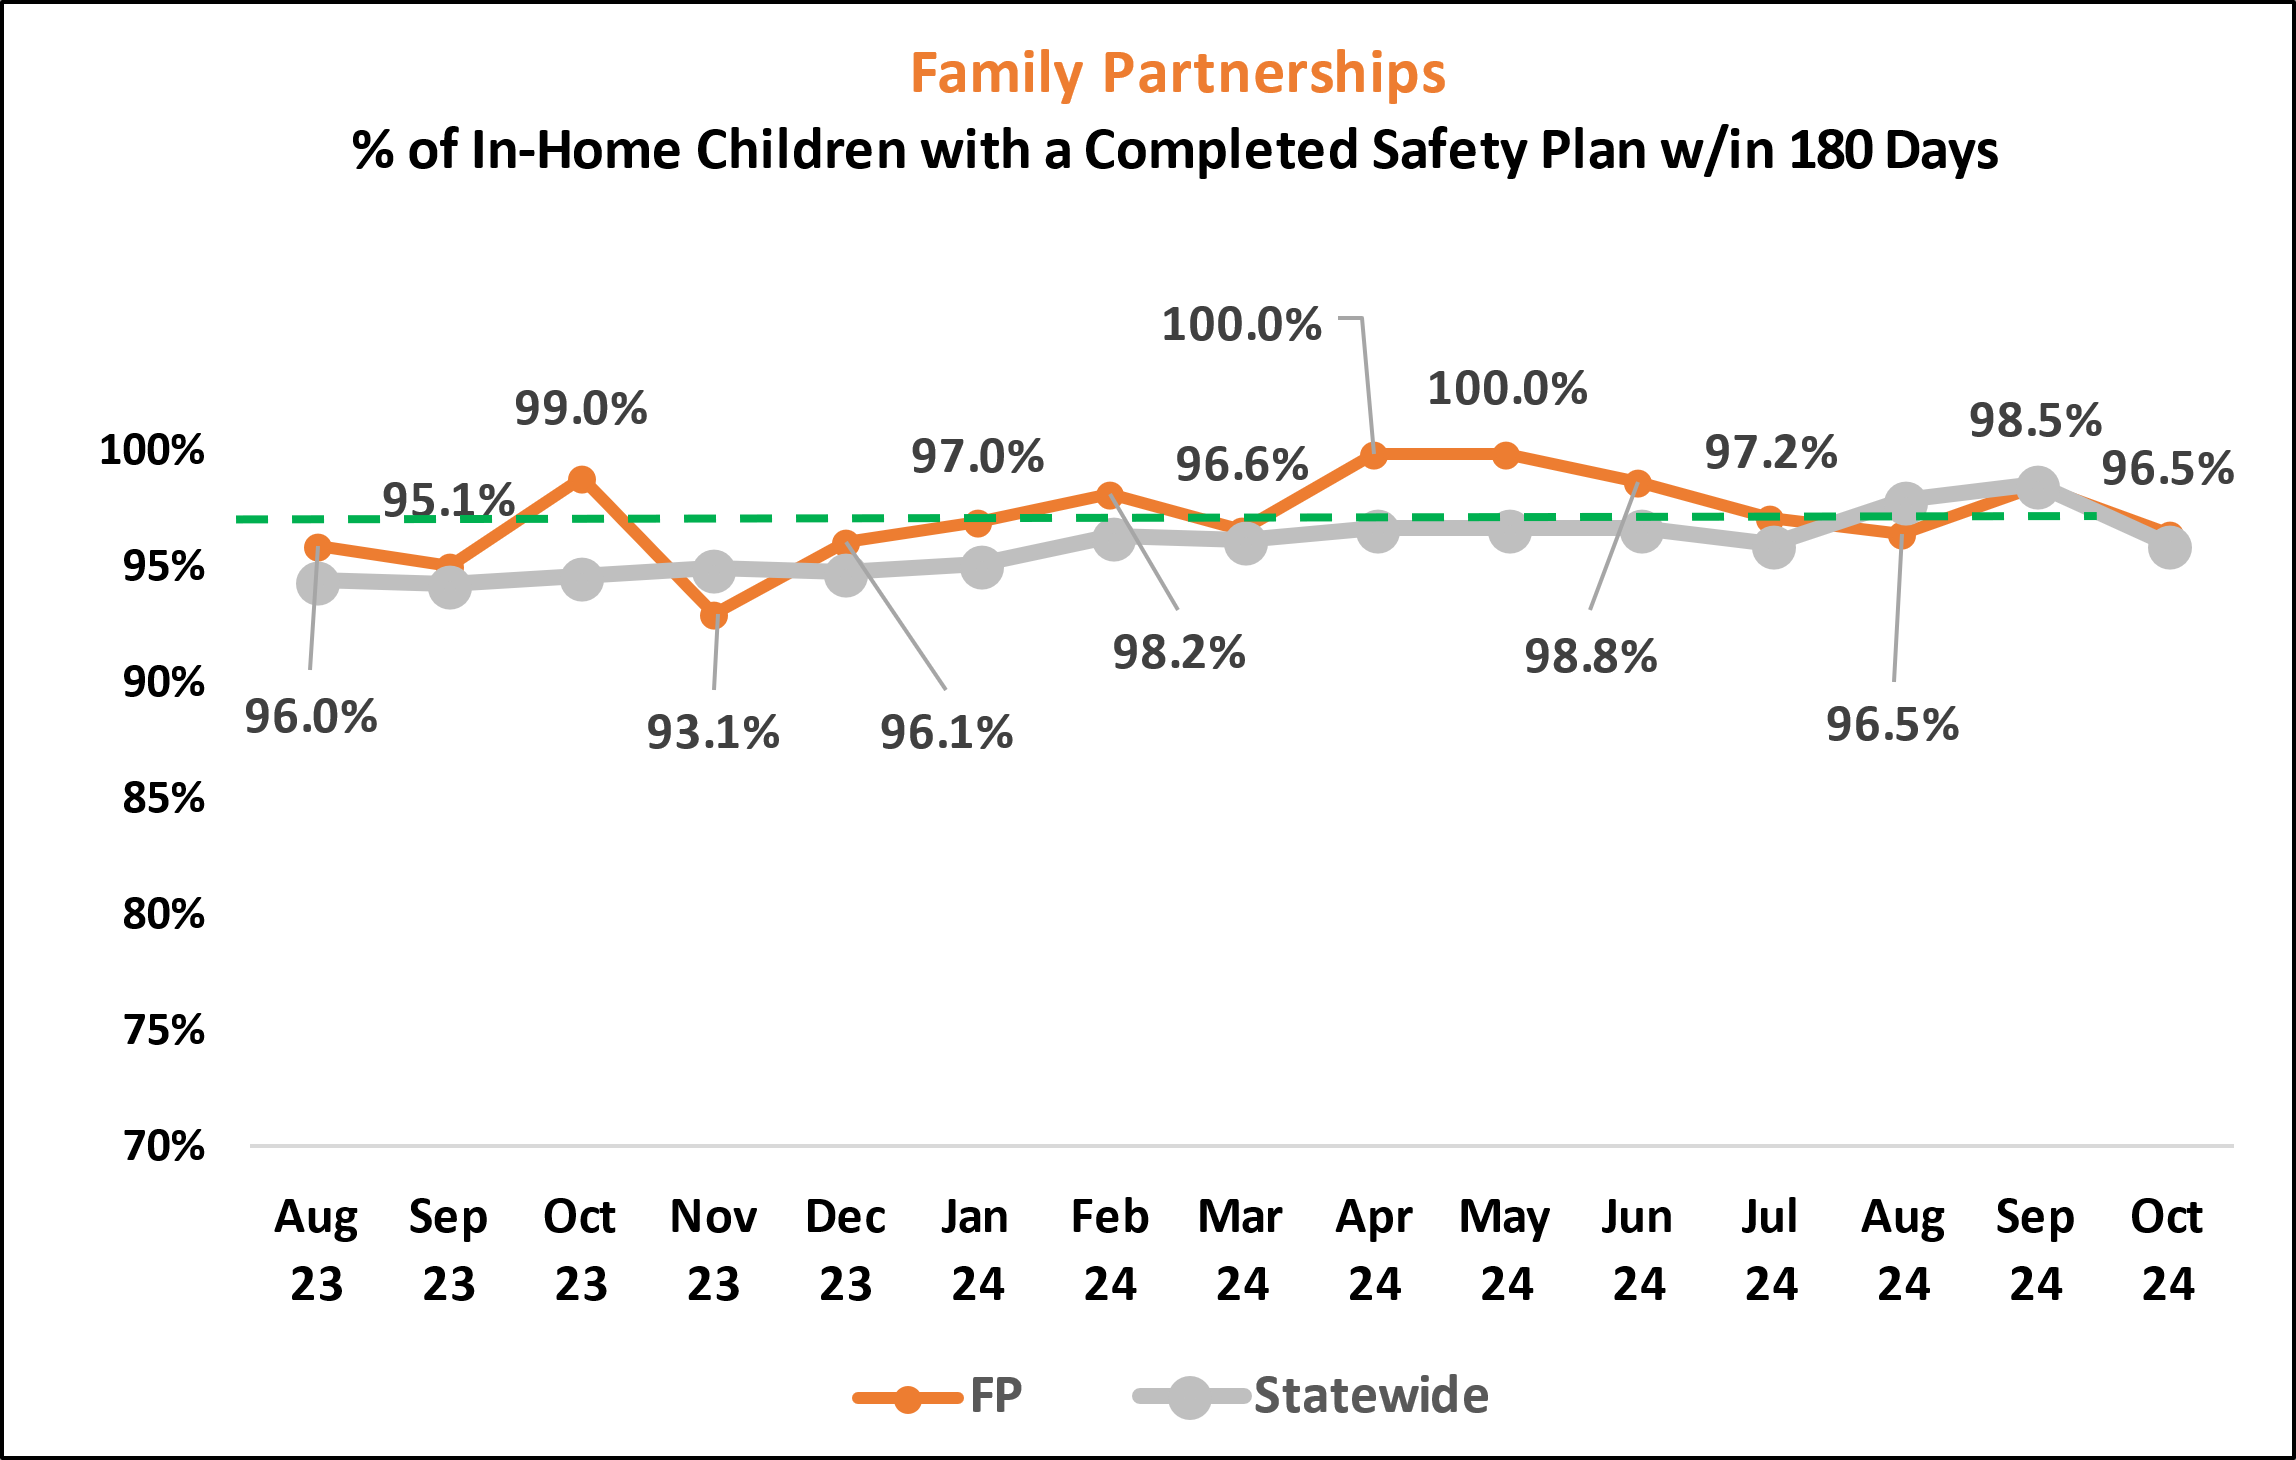 Family Partnerships
% of In-Home Children with a Completed Safety Plan w/in 180 Days
100%
95%
90%
85%
80%
75%
70%
96.0%
95.1%
99.0%
93.1%
96.1%
97.0%
98.2%
96.6%
100.0%
100.0%
98.8%
97.2%
96.5%
98.5%
96.5%
Aug 23
Sep 23
Oct 23
Nov 23
Dec 23
Jan 24
Feb 24
Mar 24
Apr 24
May 24
Jun 24
Jul 24
Aug 24
Sep 24
Oct 24
FP
Statewide